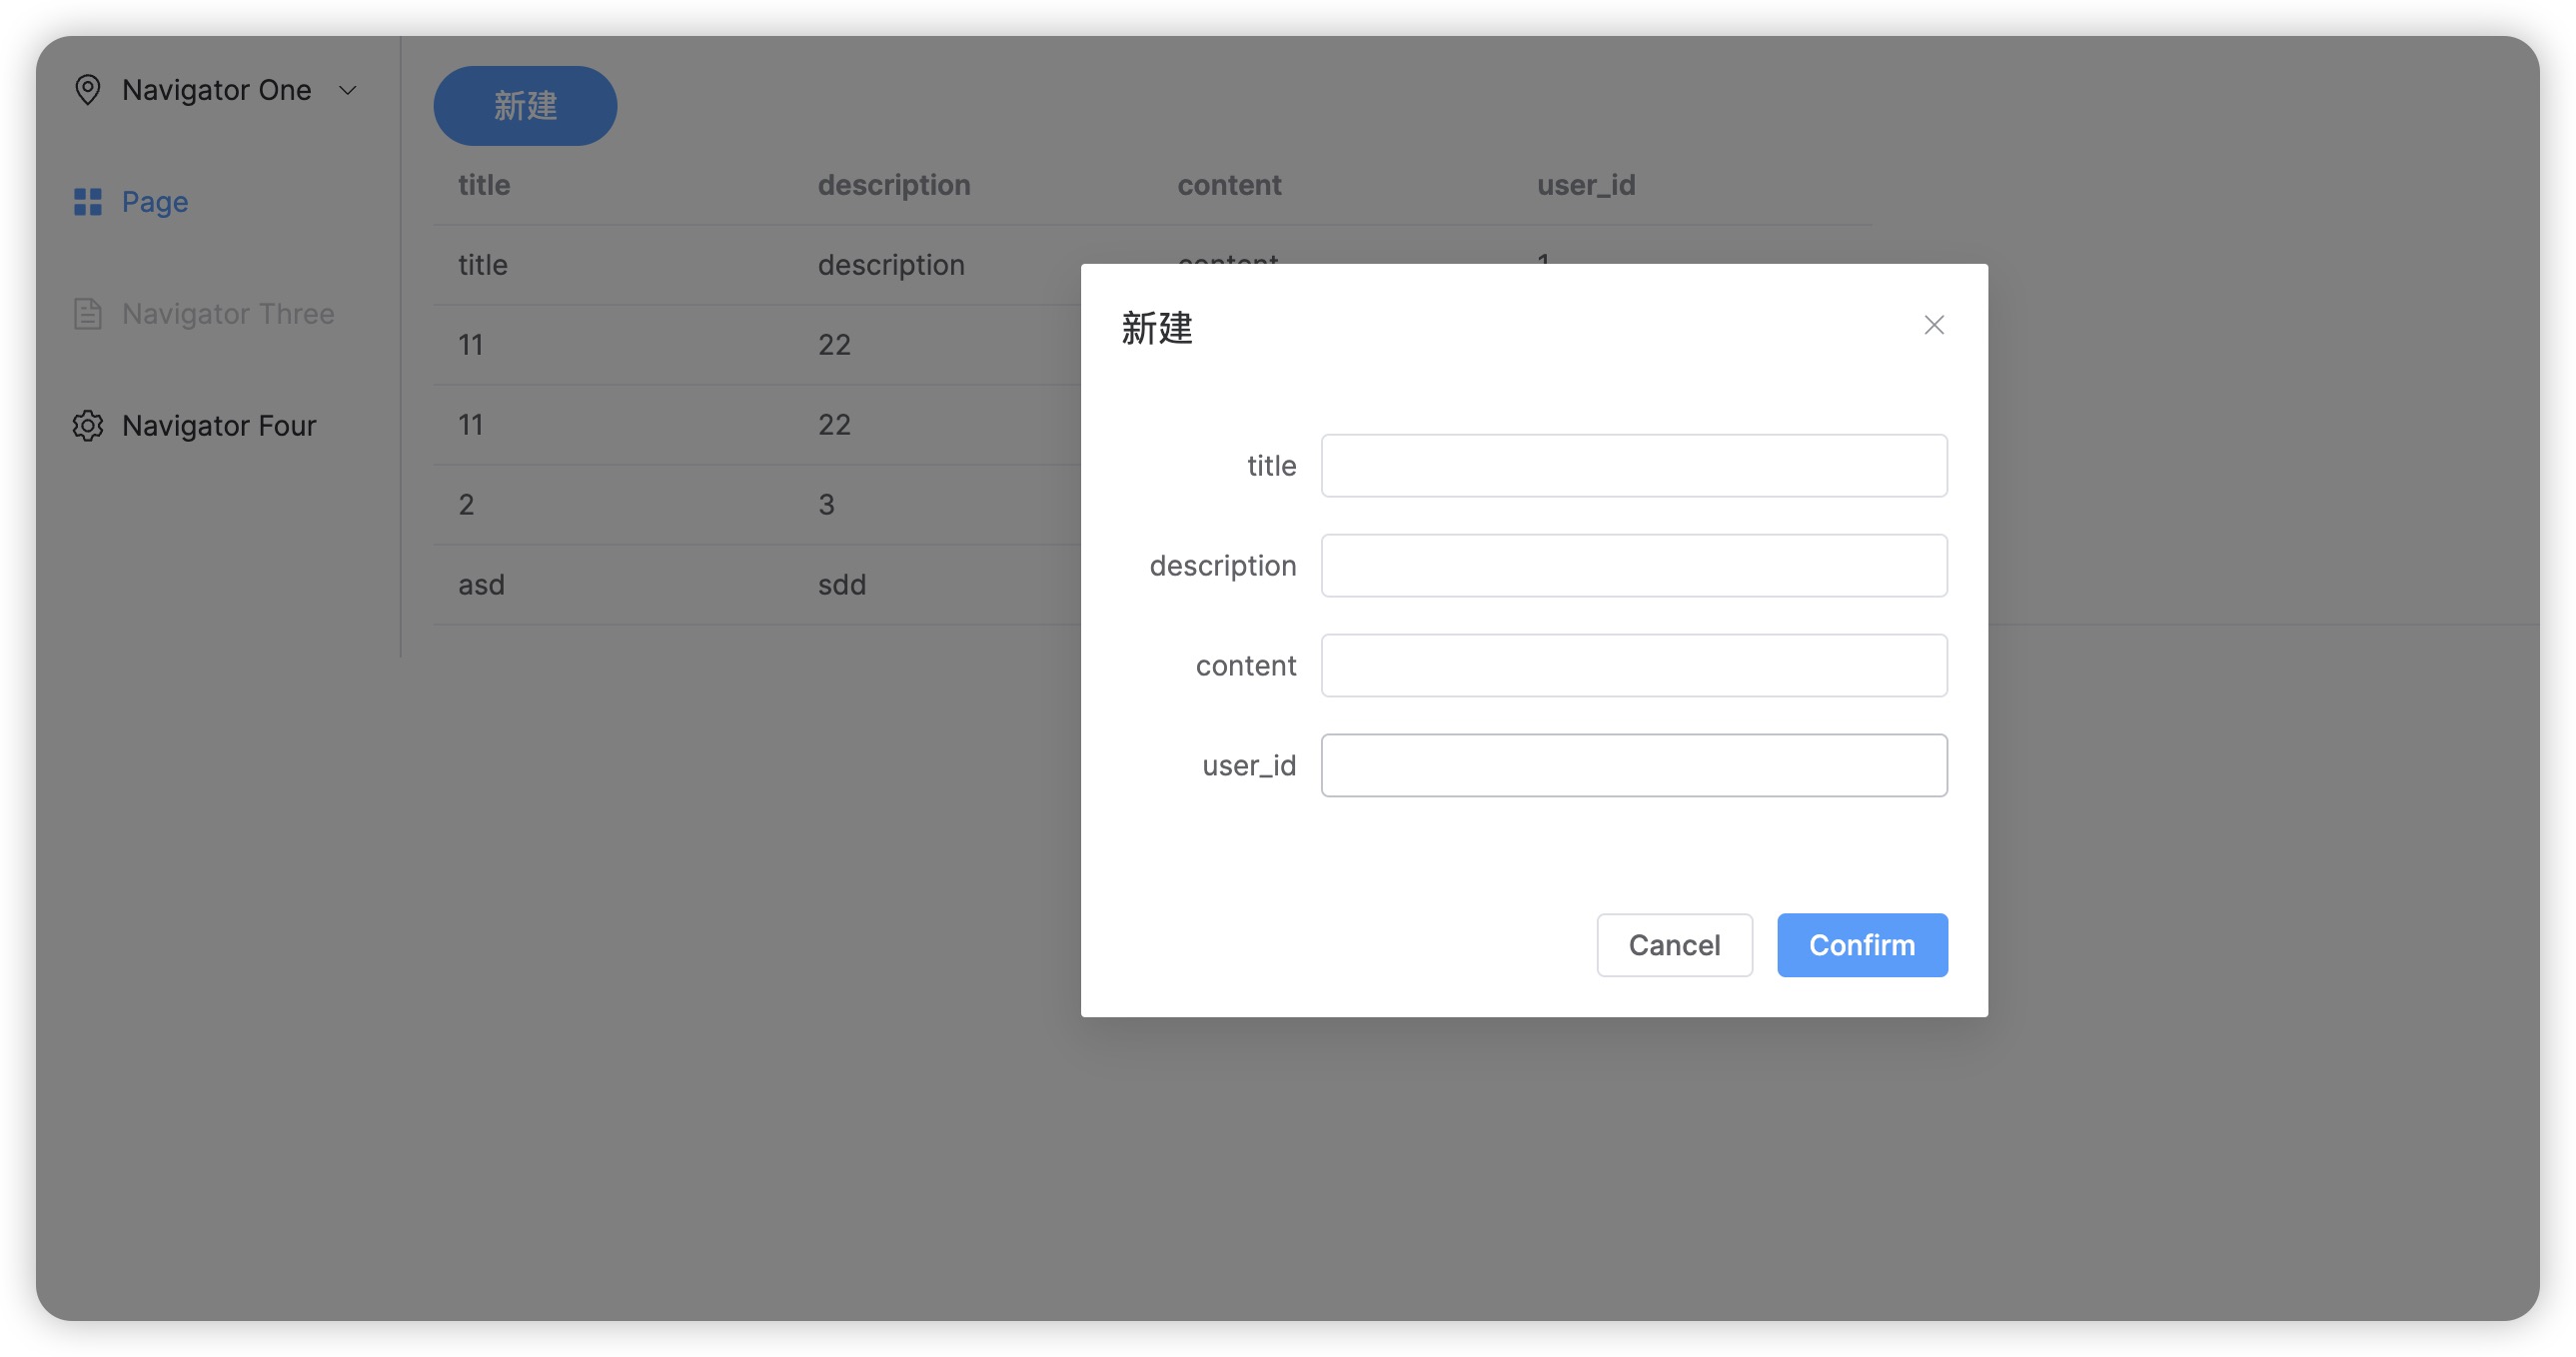 Navigator One
Page
Navigator Three
Navigator Four
新建
title description content user_id
title description content 1
11 22
11 22
2 3
asd sdd
新建
title
description
content
user_id
Cancel Confirm